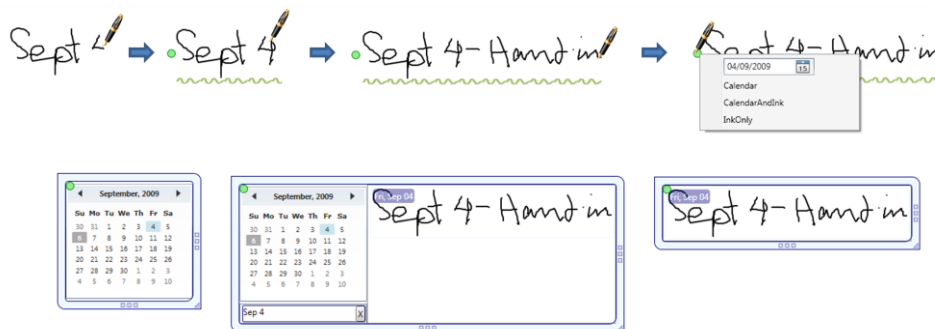 Sept 4
Sept 4
Sept 4 - Hand-in
Sept 4 - Hand-in
04/09/2009
15
Calendar
CalendarAndInk
InkOnly
September, 2009
Su Mo Tu We Th Fr Sa
30 31 1 2 3 4 5
6 7 8 9 10 11 12
13 14 15 16 17 18 19
20 21 22 23 24 25 26
27 28 29 30 1 2 3
4 5 6 7 8 9 10
September, 2009
Su Mo Tu We Th Fr Sa
30 31 1 2 3 4 5
6 7 8 9 10 11 12
13 14 15 16 17 18 19
20 21 22 23 24 25 26
27 28 29 30 1 2 3
4 5 6 7 8 9 10
Sep 4
X
Fri, Sep 04
Sept 4 - Hand-in
Fri, Sep 04
Sept 4 - Hand-in